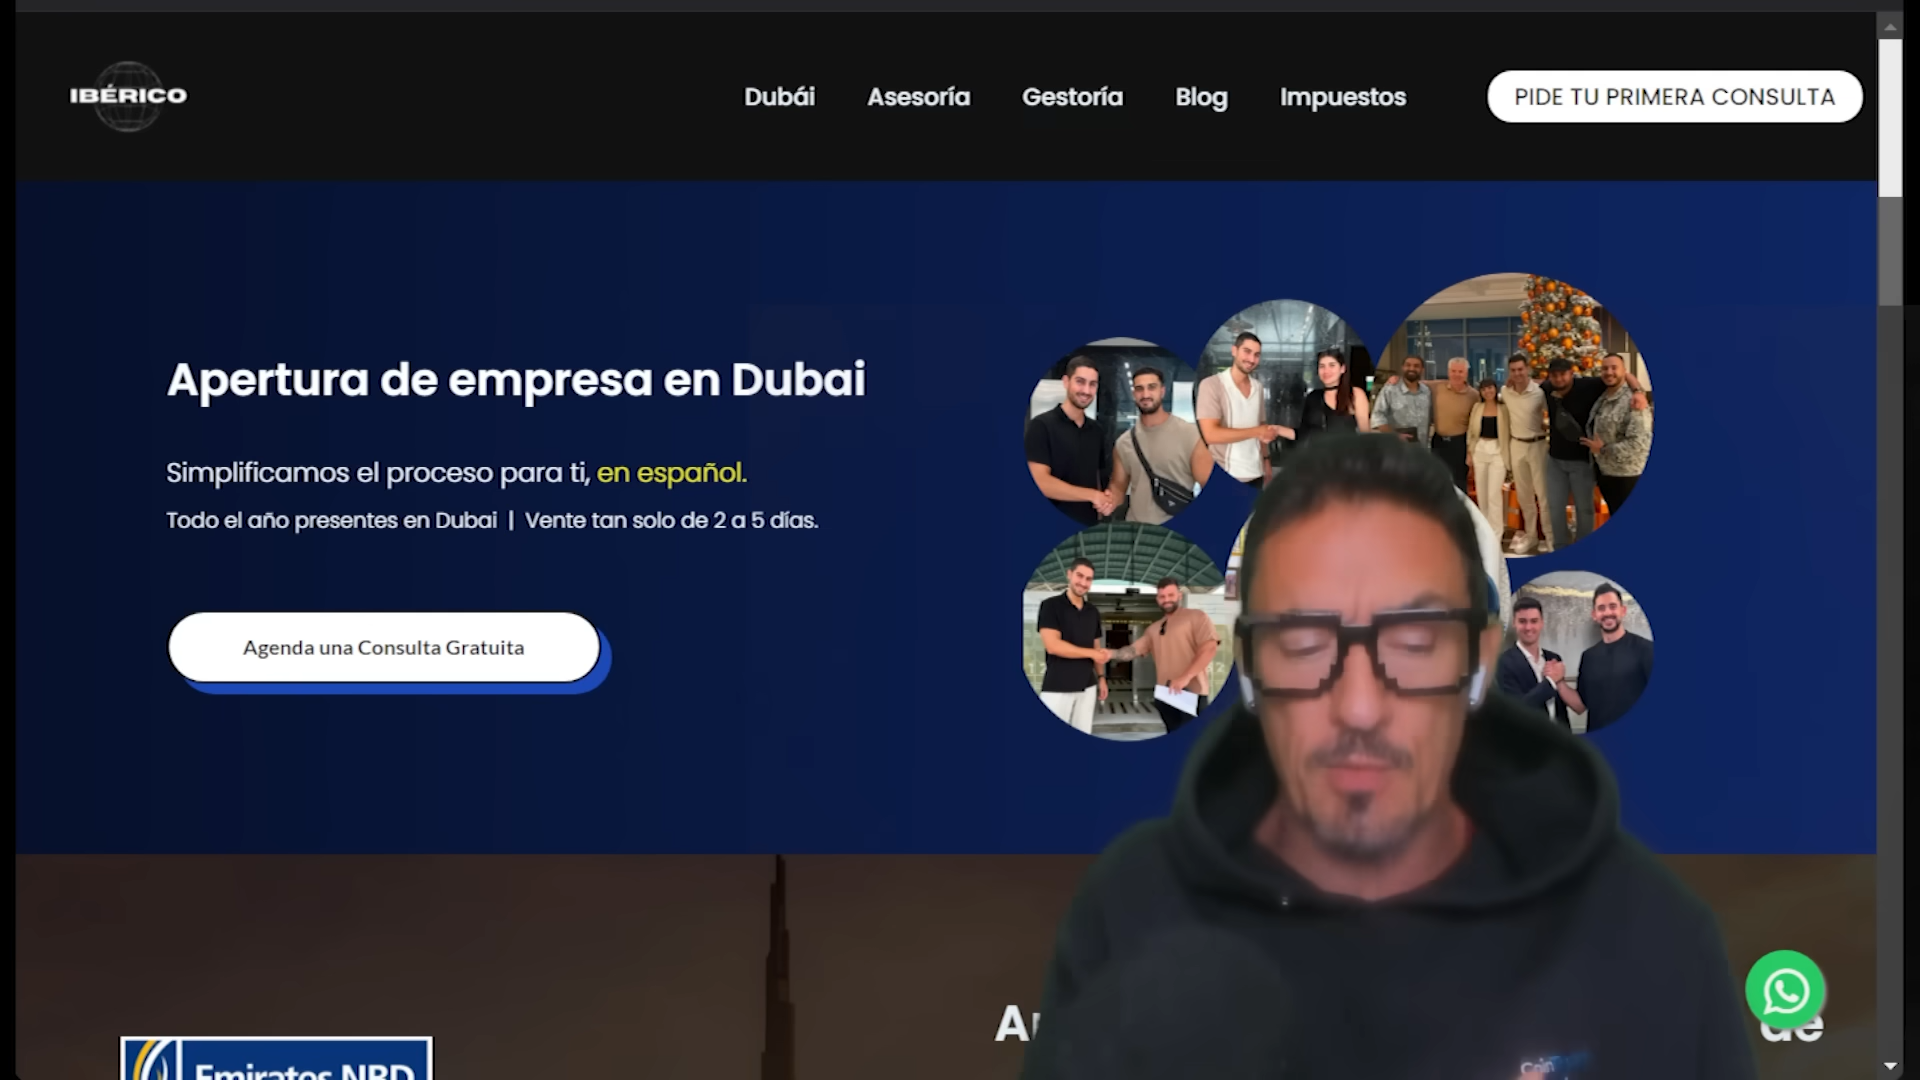 IBÉRICO
Dubái
Asesoría
Gestoría
Blog
Impuestos
PIDE TU PRIMERA CONSULTA
Apertura de empresa en Dubai
Simplificamos el proceso para ti, en español.
Todo el año presentes en Dubai | Vente tan solo de 2 a 5 días.
Agenda una Consulta Gratuita
de
Emirates NBD